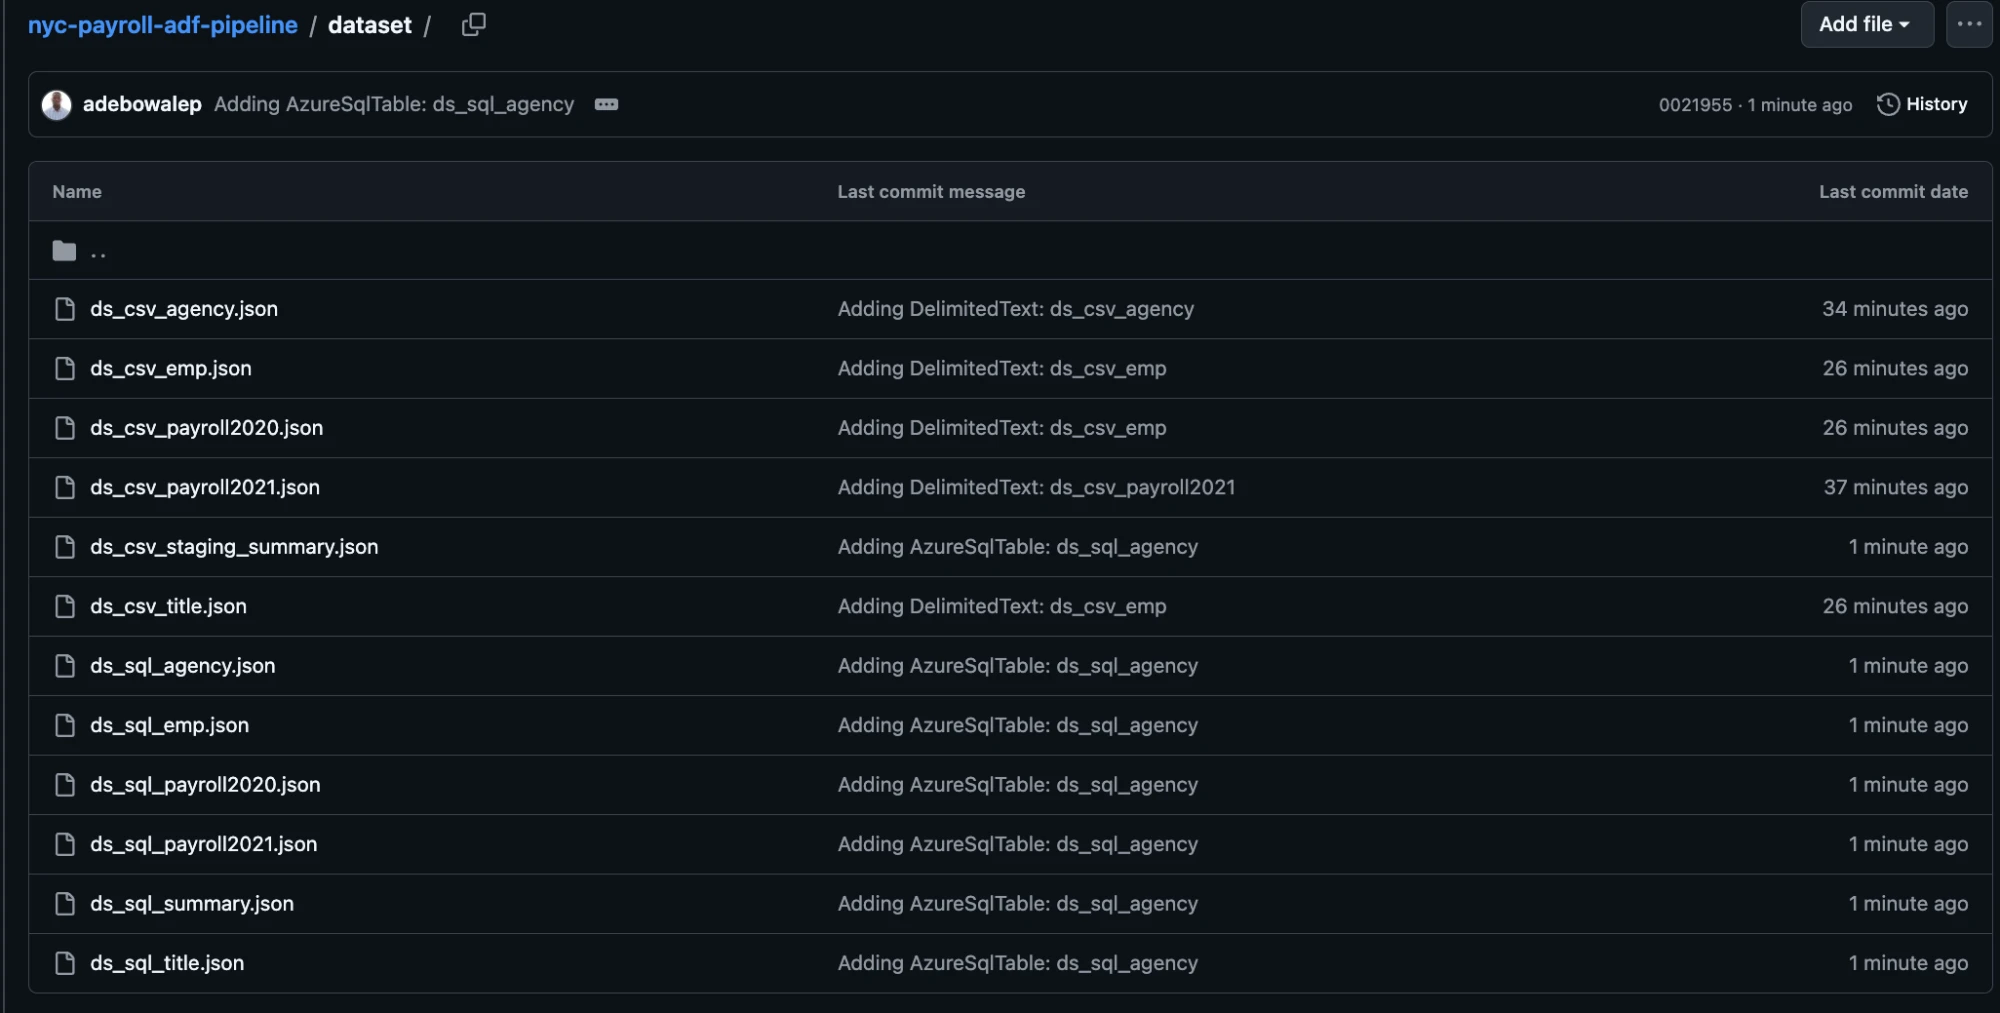 nyc-payroll-adf-pipeline / dataset /
Add file
adebowalep Adding AzureSqlTable: ds_sql_agency
0021955 · 1 minute ago History
Name Last commit message Last commit date
..
ds_csv_agency.json Adding DelimitedText: ds_csv_agency 34 minutes ago
ds_csv_emp.json Adding DelimitedText: ds_csv_emp 26 minutes ago
ds_csv_payroll2020.json Adding DelimitedText: ds_csv_emp 26 minutes ago
ds_csv_payroll2021.json Adding DelimitedText: ds_csv_payroll2021 37 minutes ago
ds_csv_staging_summary.json Adding AzureSqlTable: ds_sql_agency 1 minute ago
ds_csv_title.json Adding DelimitedText: ds_csv_emp 26 minutes ago
ds_sql_agency.json Adding AzureSqlTable: ds_sql_agency 1 minute ago
ds_sql_emp.json Adding AzureSqlTable: ds_sql_agency 1 minute ago
ds_sql_payroll2020.json Adding AzureSqlTable: ds_sql_agency 1 minute ago
ds_sql_payroll2021.json Adding AzureSqlTable: ds_sql_agency 1 minute ago
ds_sql_summary.json Adding AzureSqlTable: ds_sql_agency 1 minute ago
ds_sql_title.json Adding AzureSqlTable: ds_sql_agency 1 minute ago